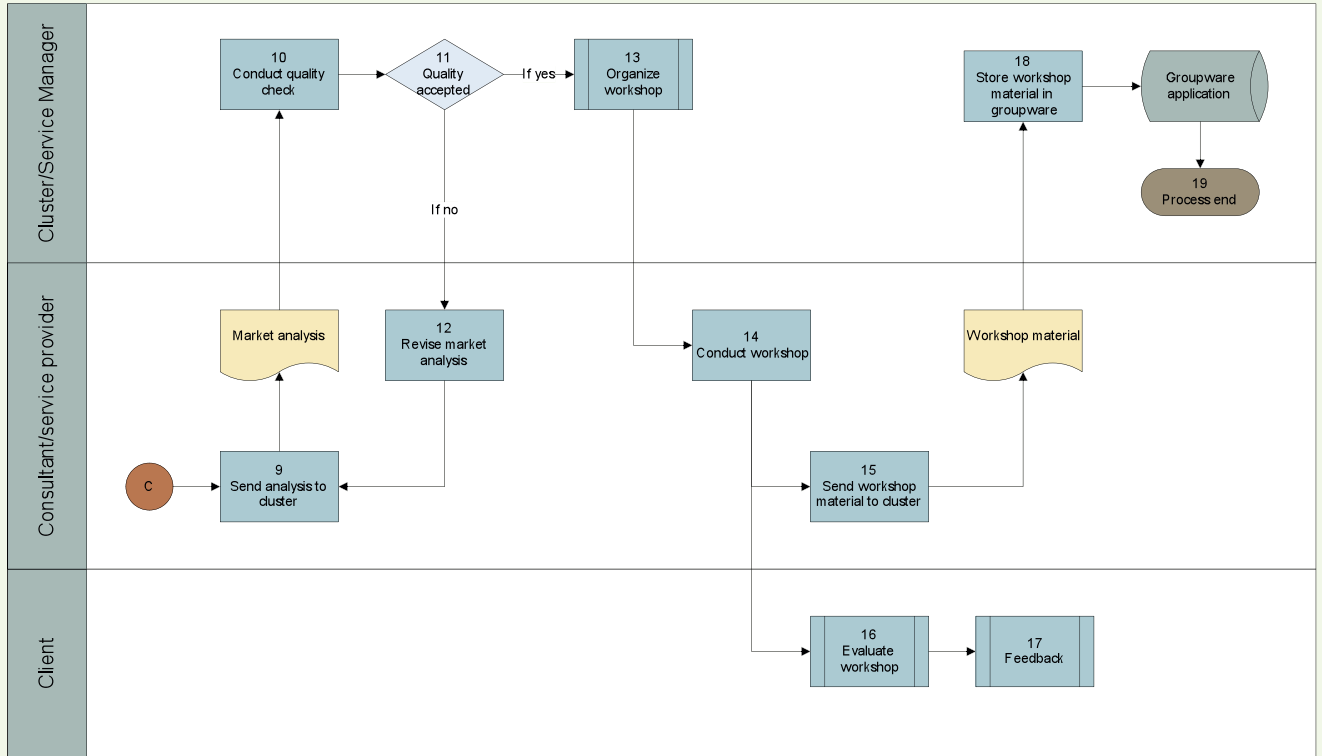 Cluster/Service Manager
10
Conduct quality
check
11
Quality
accepted
If yes
13
Organize
workshop
18
Store workshop
material in
groupware
Groupware
application
19
Process end
If no
Consultant/service provider
Market analysis
12
Revise market
analysis
14
Conduct workshop
Workshop material
C
9
Send analysis to
cluster
15
Send workshop
material to cluster
Client
16
Evaluate
workshop
17
Feedback